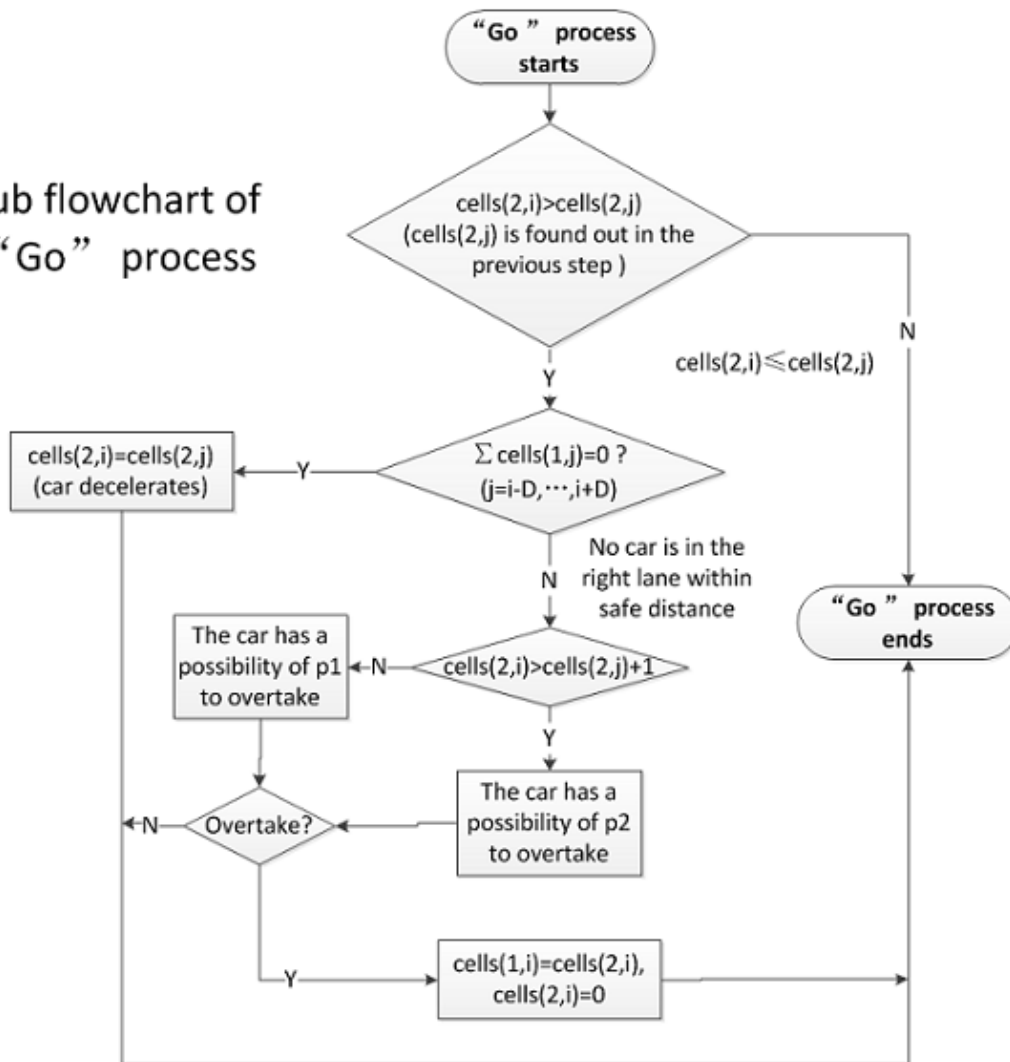 “Go” process
starts
ub flowchart of
“Go” process
cells(2,i)>cells(2,j)
(cells(2,j) is found out in the
previous step )
N
cells(2,i)≤cells(2,j)
Y
cells(2,i)=cells(2,j)
(car decelerates)
Y
∑cells(1,j)=0 ?
(j=i-D,⋯,i+D)
No car is in the
right lane within
safe distance
N
“Go” process
ends
The car has a
possibility of p1
to overtake
N
cells(2,i)>cells(2,j)+1
Y
N
Overtake?
The car has a
possibility of p2
to overtake
Y
cells(1,i)=cells(2,i),
cells(2,i)=0